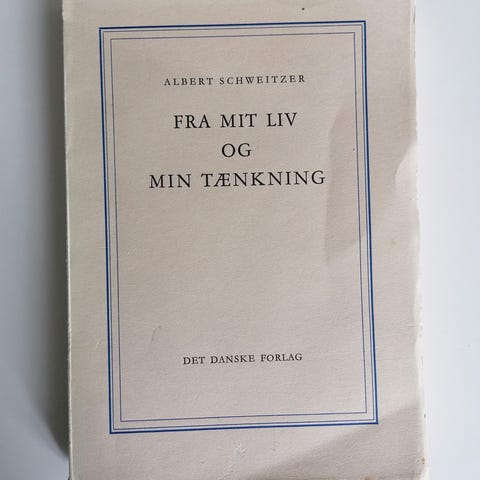 ALBERT SCHWEITZER
FRA MIT LIV
OG
MIN TÆNKNING
DET DANSKE FORLAG